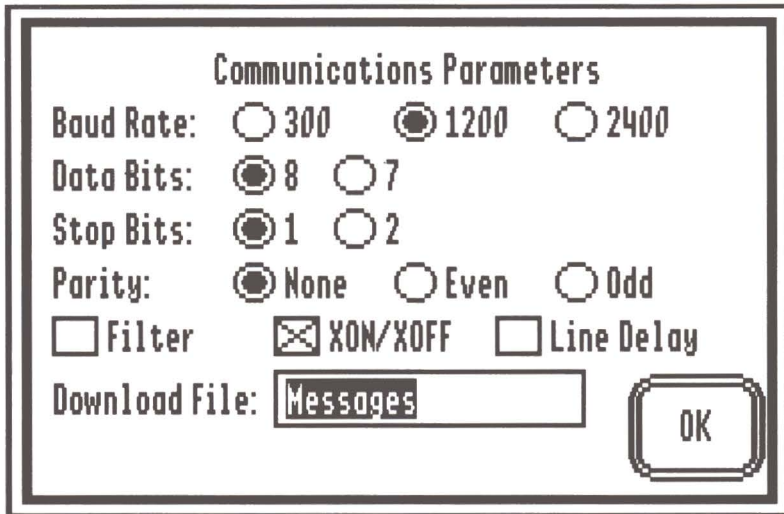 Communications Parameters
Baud Rate: 300 1200 2400
Data Bits: 8 7
Stop Bits: 1 2
Parity: None Even Odd
Filter XON/XOFF Line Delay
Download File: Messages
OK